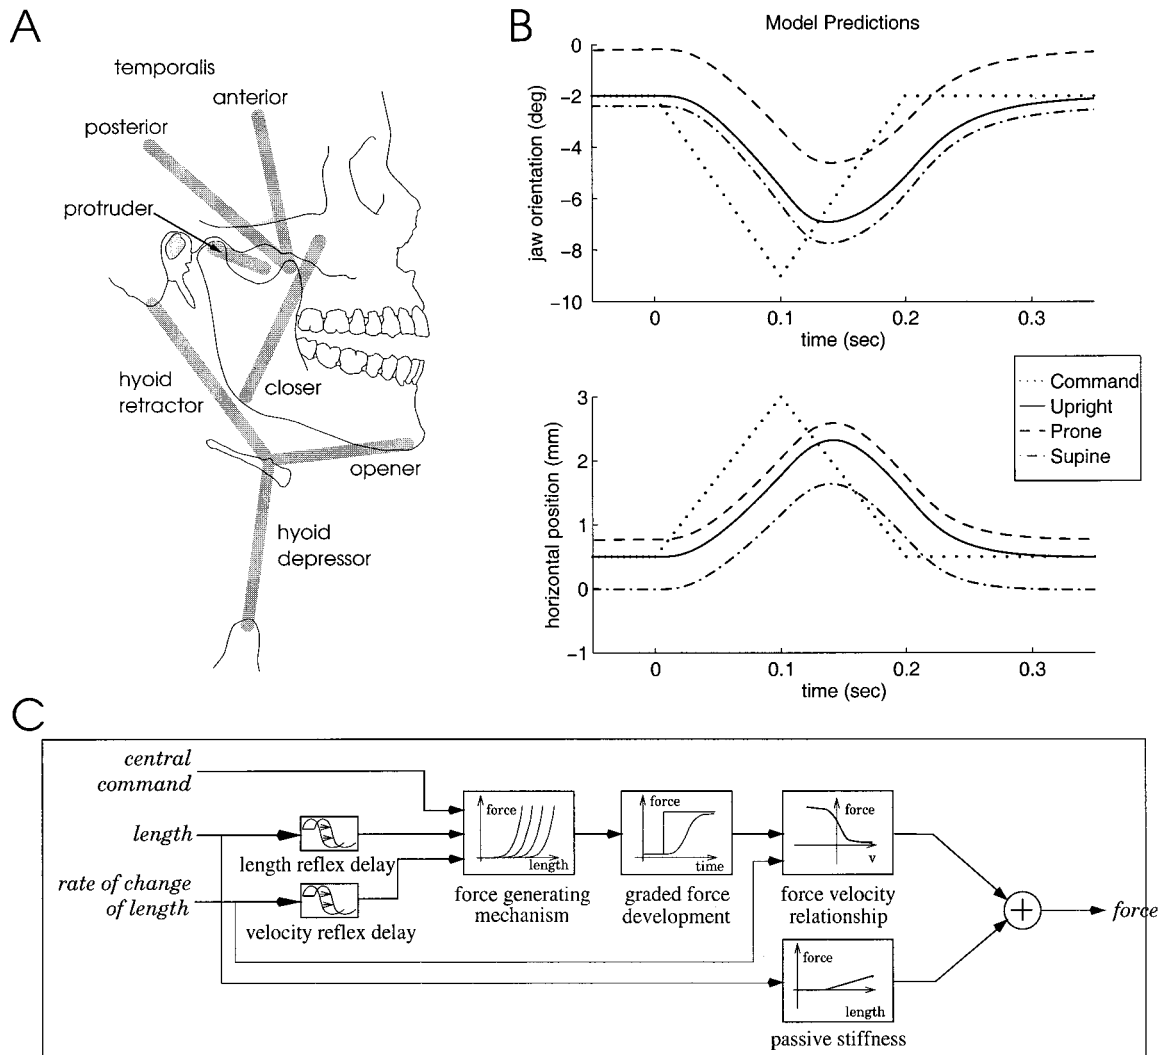 A
temporalis
anterior
posterior
protruder
hyoid
retractor
closer
opener
hyoid
depressor
B
Model Predictions
0
−2
−4
−6
−8
−10
jaw orientation (deg)
0
0.1
0.2
0.3
time (sec)
Command
Upright
Prone
Supine
3
2
1
0
−1
horizontal position (mm)
0
0.1
0.2
0.3
time (sec)
C
central
command
length
rate of change
of length
length reflex delay
velocity reflex delay
force
length
force generating
mechanism
force
time
graded force
development
force
v
force velocity
relationship
force
length
passive stiffness
+
force